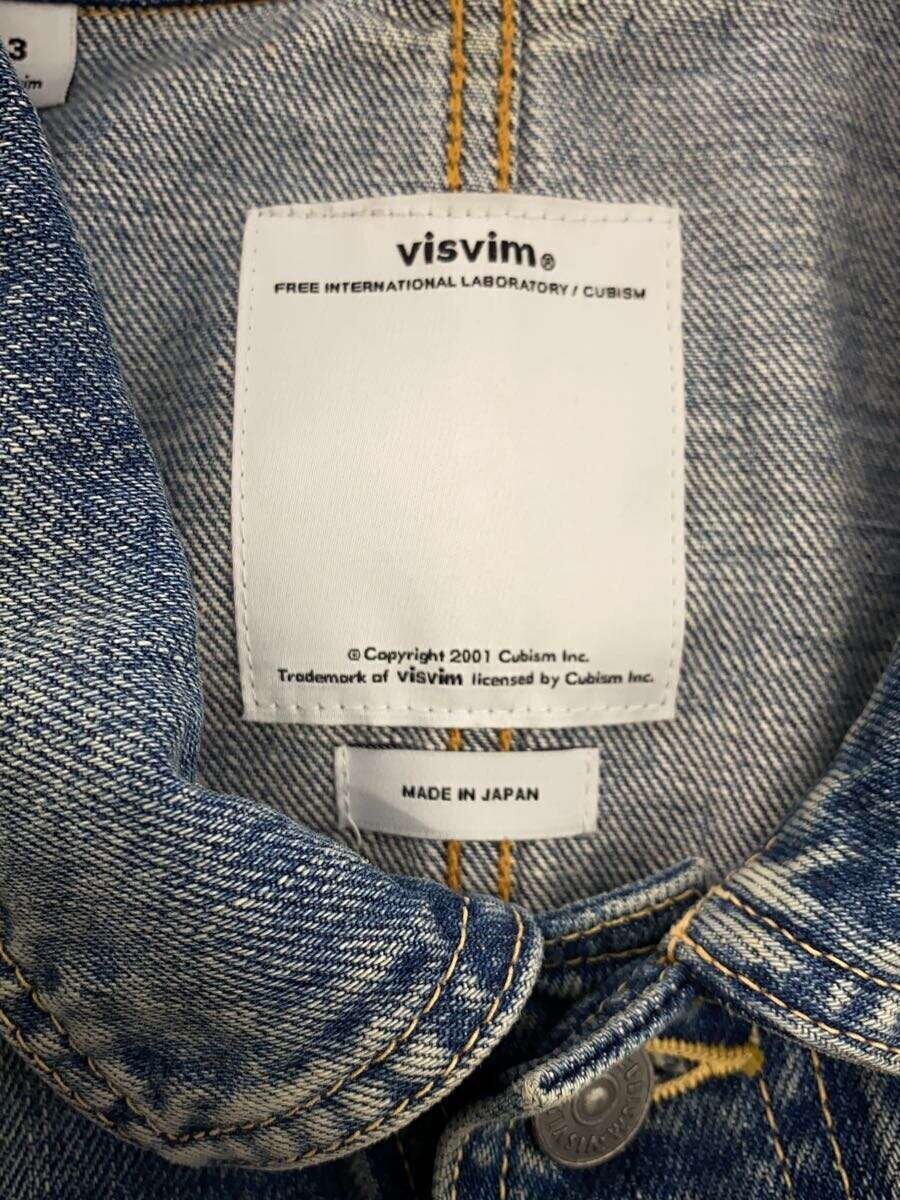 3
visvim®
FREE INTERNATIONAL LABORATORY / CUBISM
© Copyright 2001 Cubism Inc.
Trademark of visvim licensed by Cubism Inc.
MADE IN JAPAN